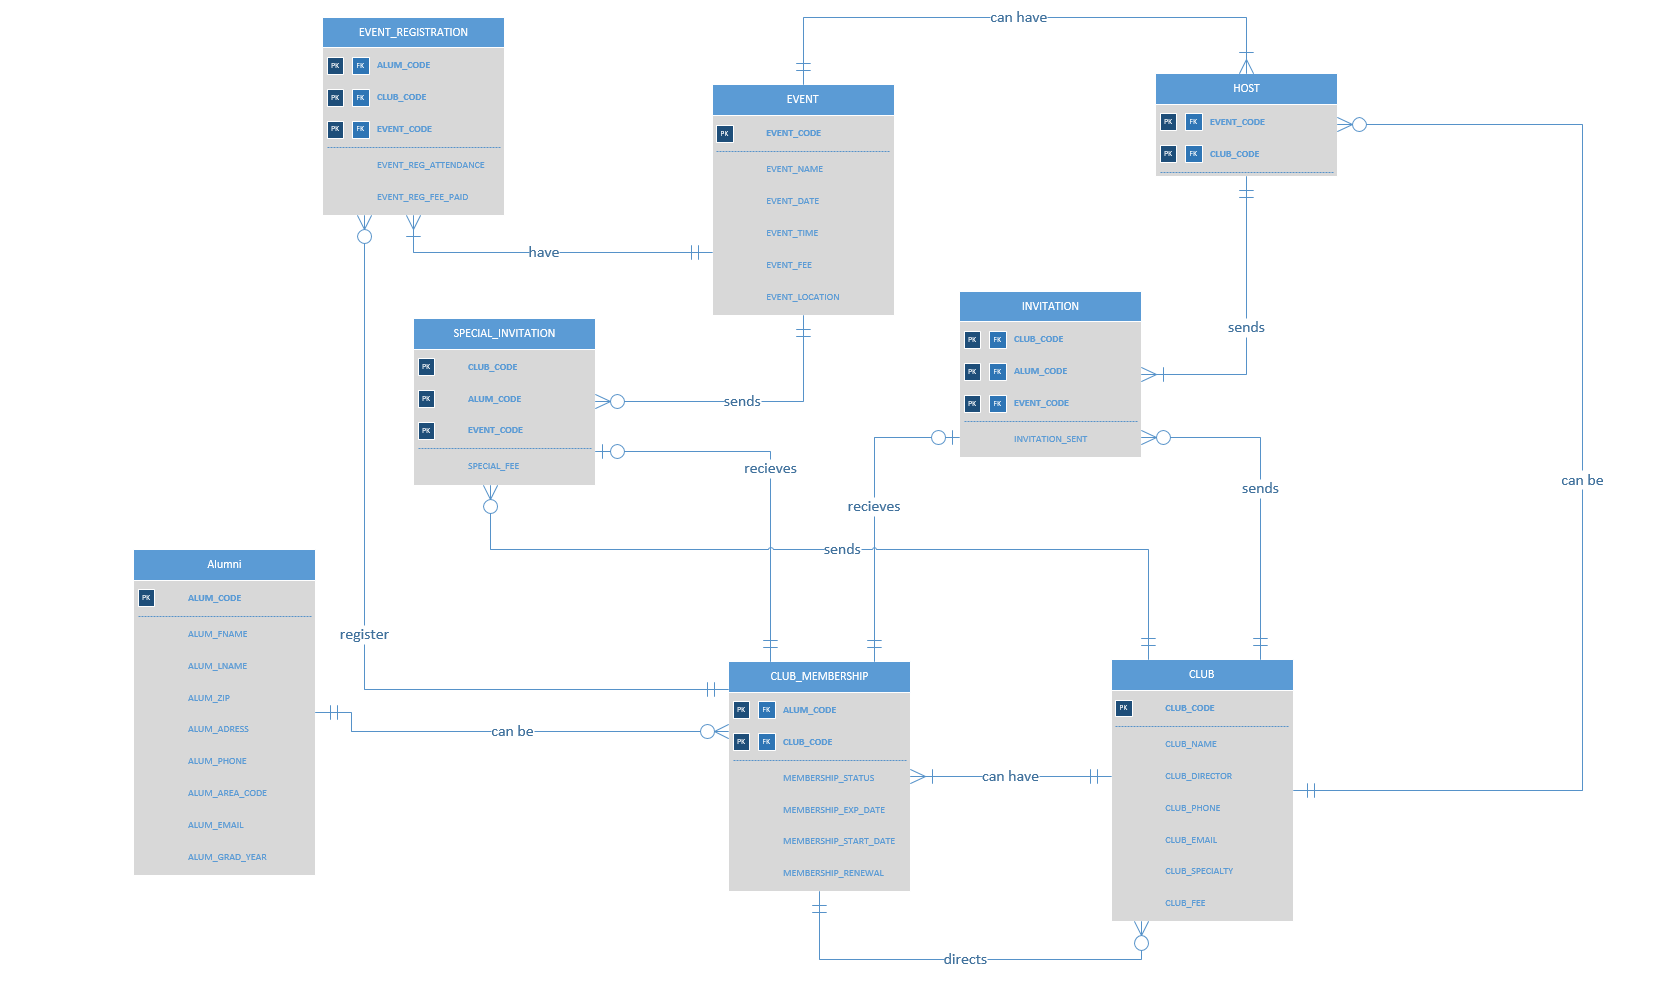 can have
EVENT_REGISTRATION
PK FK ALUM_CODE
PK FK CLUB_CODE
PK FK EVENT_CODE
EVENT_REG_ATTENDANCE
EVENT_REG_FEE_PAID
EVENT
PK EVENT_CODE
EVENT_NAME
EVENT_DATE
EVENT_TIME
EVENT_FEE
EVENT_LOCATION
HOST
PK FK EVENT_CODE
PK FK CLUB_CODE
have
sends
INVITATION
PK FK CLUB_CODE
PK FK ALUM_CODE
PK FK EVENT_CODE
INVITATION_SENT
SPECIAL_INVITATION
PK CLUB_CODE
PK ALUM_CODE
PK EVENT_CODE
SPECIAL_FEE
sends
recieves
recieves
sends
can be
sends
Alumni
PK ALUM_CODE
ALUM_FNAME
ALUM_LNAME
ALUM_ZIP
ALUM_ADRESS
ALUM_PHONE
ALUM_AREA_CODE
ALUM_EMAIL
ALUM_GRAD_YEAR
register
can be
CLUB_MEMBERSHIP
PK FK ALUM_CODE
PK FK CLUB_CODE
MEMBERSHIP_STATUS
MEMBERSHIP_EXP_DATE
MEMBERSHIP_START_DATE
MEMBERSHIP_RENEWAL
can have
CLUB
PK CLUB_CODE
CLUB_NAME
CLUB_DIRECTOR
CLUB_PHONE
CLUB_EMAIL
CLUB_SPECIALTY
CLUB_FEE
directs